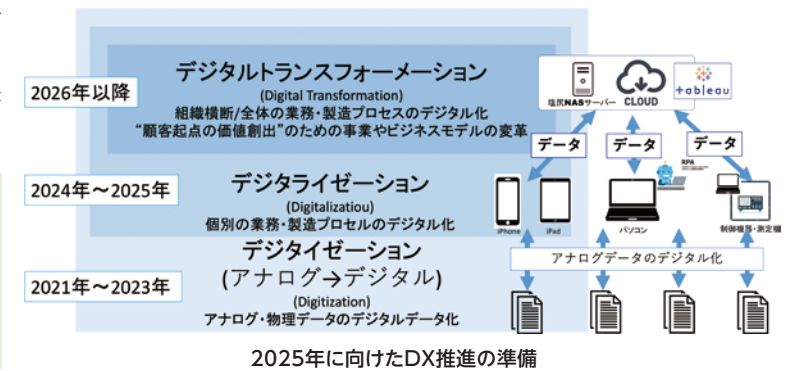 デジタルトランスフォーメーション
(Digital Transformation)
2026年以降
組織横断/全体の業務・製造プロセスのデジタル化
“顧客起点の価値創出”のための事業やビジネスモデルの変革
塩尻NASサーバー
CLOUD
+ableau
データ
データ
データ
2024年〜2025年
デジタライゼーション
(Digitalizatiou)
個別の業務・製造プロセルのデジタル化
iPhone
iPad
RPA
パソコン
制御機器・測定機
デジタイゼーション
(アナログ→デジタル)
2021年〜2023年
(Digitization)
アナログ・物理データのデジタルデータ化
アナログデータのデジタル化
2025年に向けたDX推進の準備